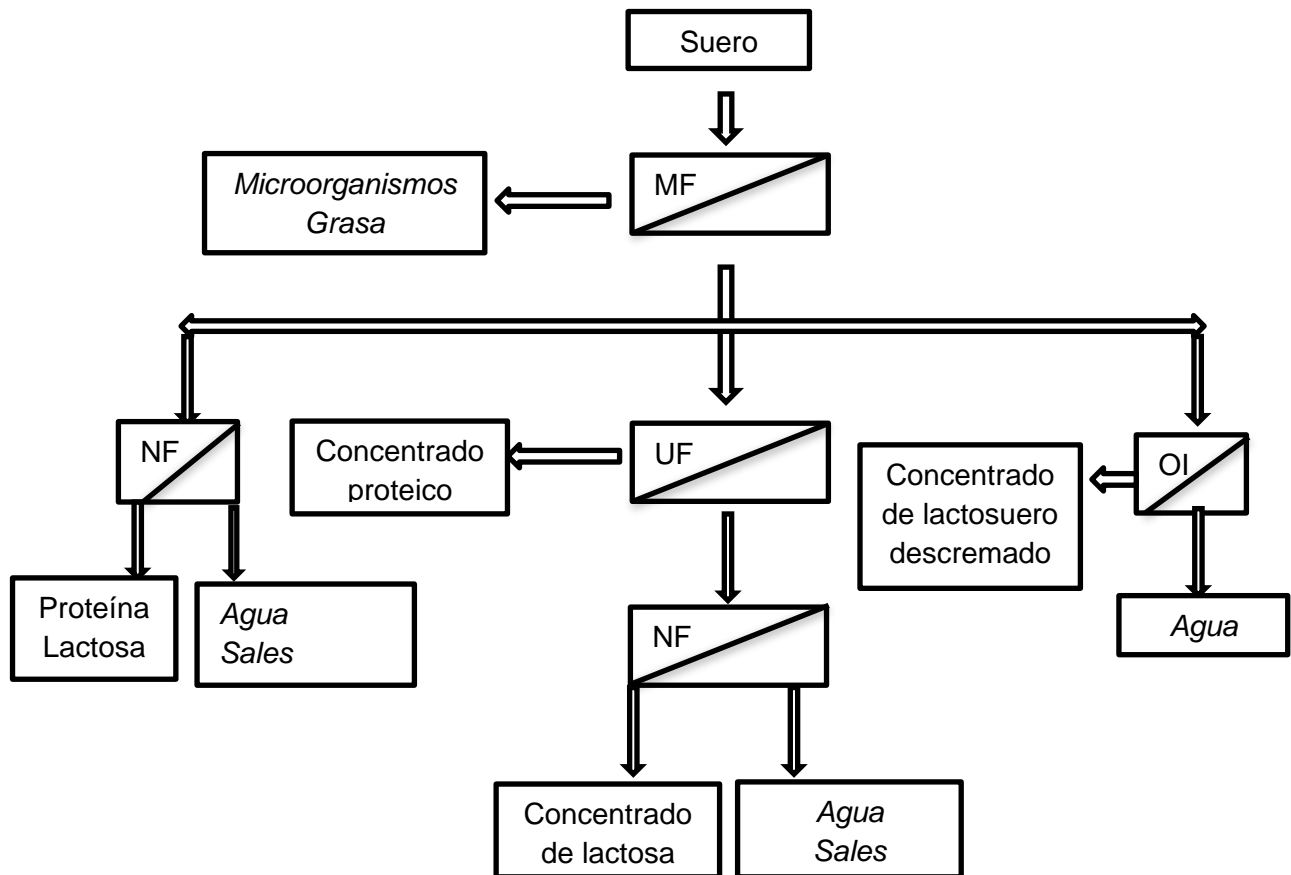 Suero
MF
Microorganismos
Grasa
NF
Concentrado
proteico
UF
OI
Concentrado
de lactosuero
descremado
Proteína
Lactosa
Agua
Sales
NF
Agua
Concentrado
de lactosa
Agua
Sales